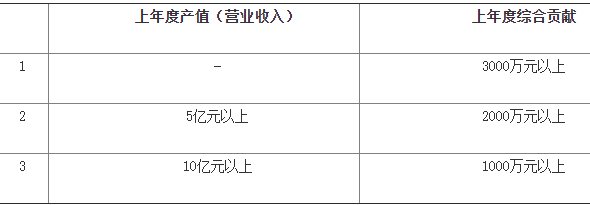 上年度产值（营业收入） 上年度综合贡献
1 － 3000万元以上
2 5亿元以上 2000万元以上
3 10亿元以上 1000万元以上